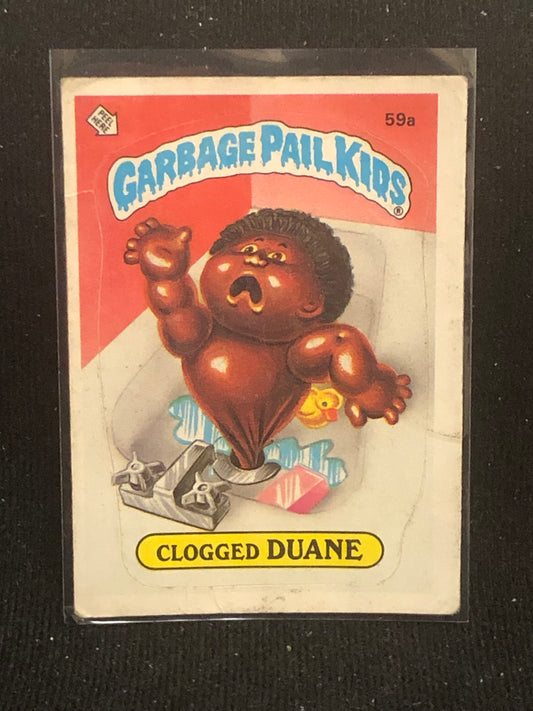 PEEL
HERE
59a
GARBAGE PAIL KIDS®
CLOGGED DUANE